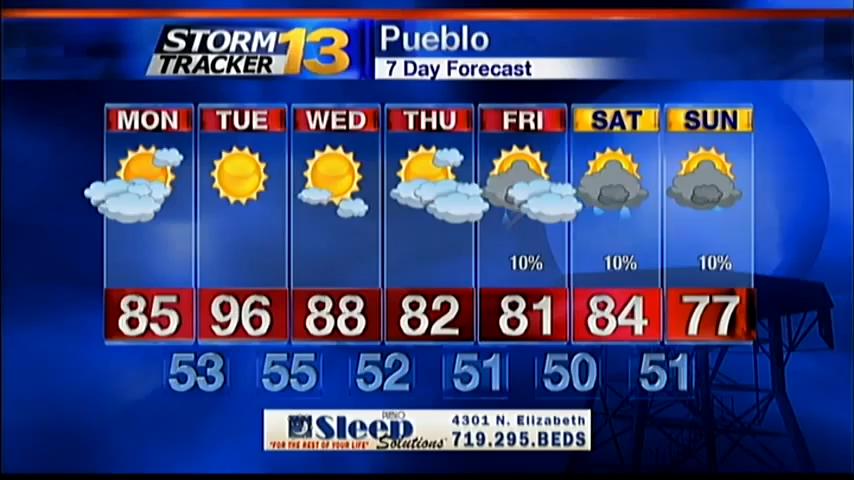 STORM
TRACKER 13
Pueblo
7 Day Forecast
MON TUE WED THU FRI SAT SUN
10% 10% 10%
85 96 88 82 81 84 77
53 55 52 51 50 51
PUEBLO
Sleep
Solutions
"FOR THE REST OF YOUR LIFE"
4301 N. Elizabeth
719.295.BEDS